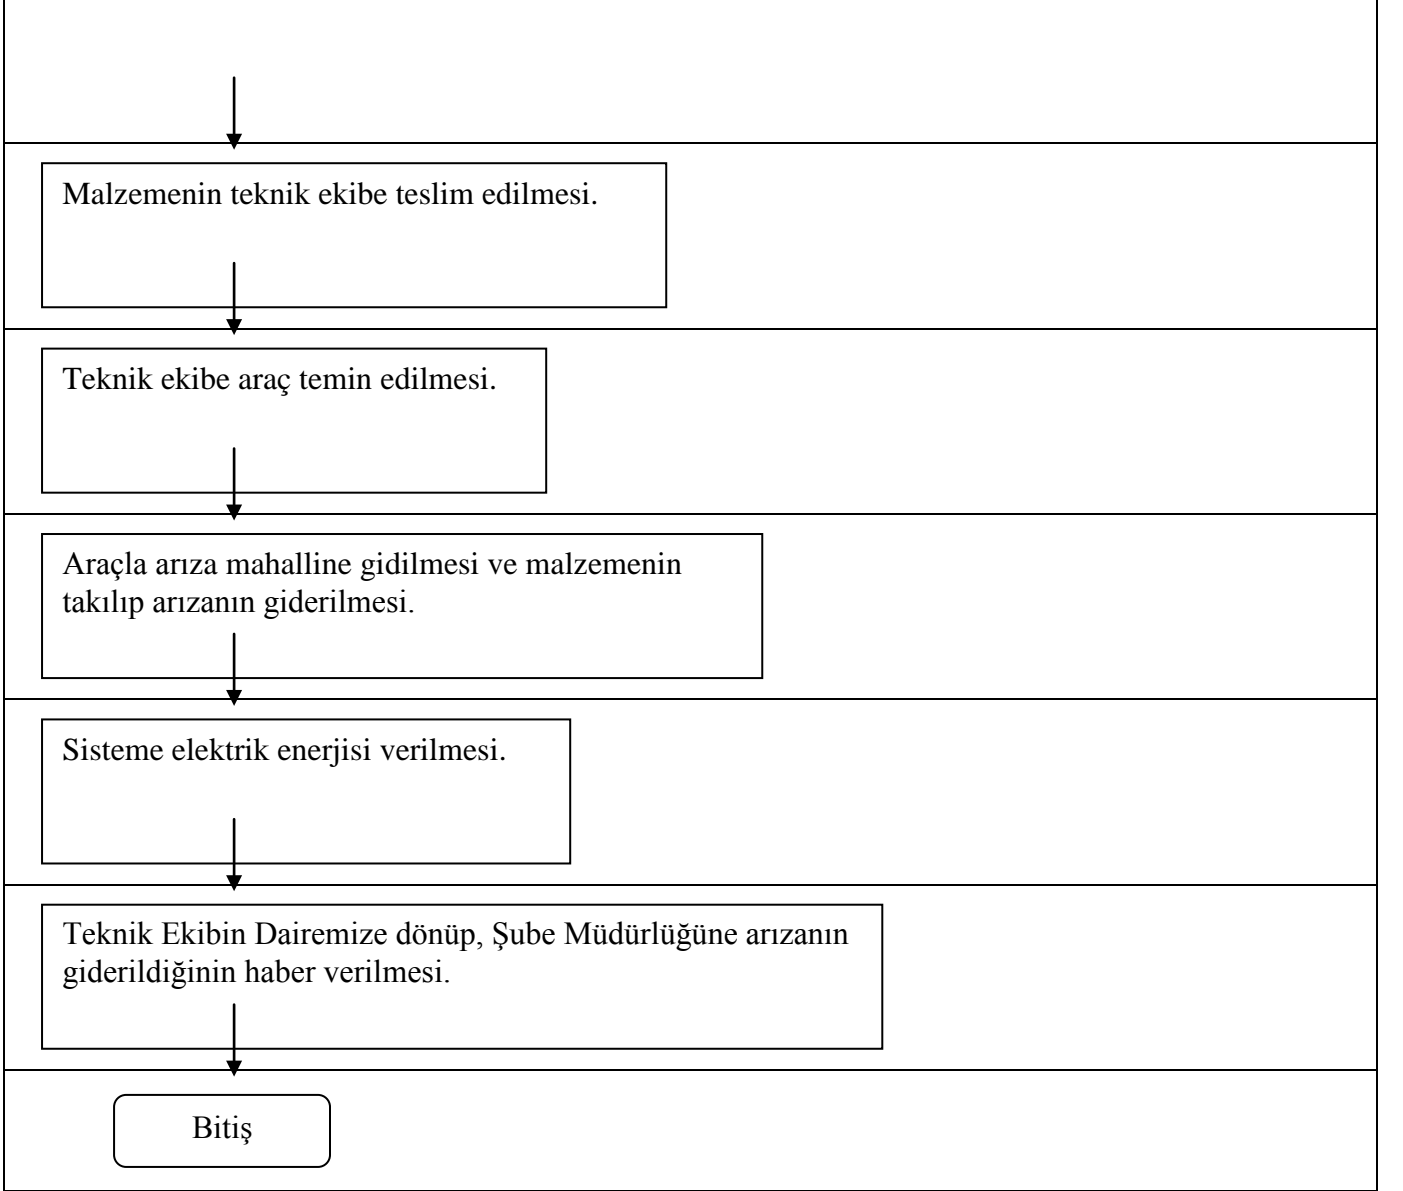 Malzemenin teknik ekibe teslim edilmesi.
Teknik ekibe araç temin edilmesi.
Araçla arıza mahalline gidilmesi ve malzemenin
takılıp arızanın giderilmesi.
Sisteme elektrik enerjisi verilmesi.
Teknik Ekibin Dairemize dönüp, Şube Müdürlüğüne arızanın
giderildiğinin haber verilmesi.
Bitiş